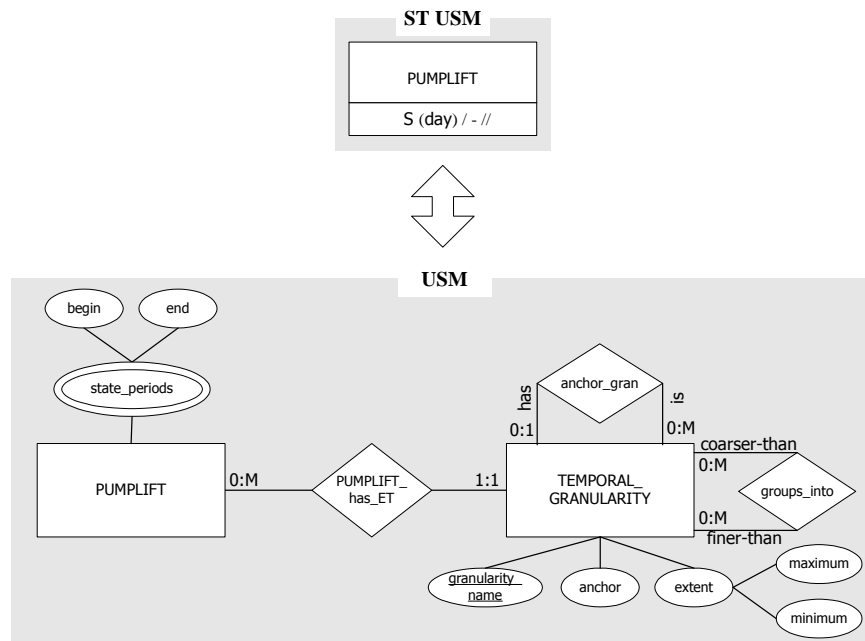 ST USM
PUMPLIFT
S (day) / - //
USM
begin
end
state_periods
PUMPLIFT
0:M
PUMPLIFT_
has_ET
1:1
has
0:1
anchor_gran
is
0:M
TEMPORAL_
GRANULARITY
coarser-than
0:M
groups_into
0:M
finer-than
granularity_
name
anchor
extent
maximum
minimum